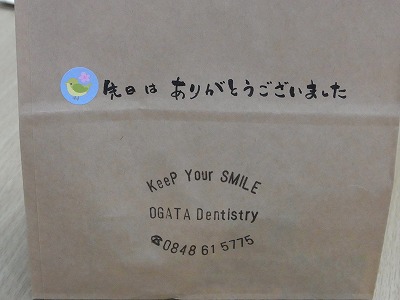 先日は ありがとうございました
KeeP Your SMILE
OGATA Dentistry
☎0848 61 5775